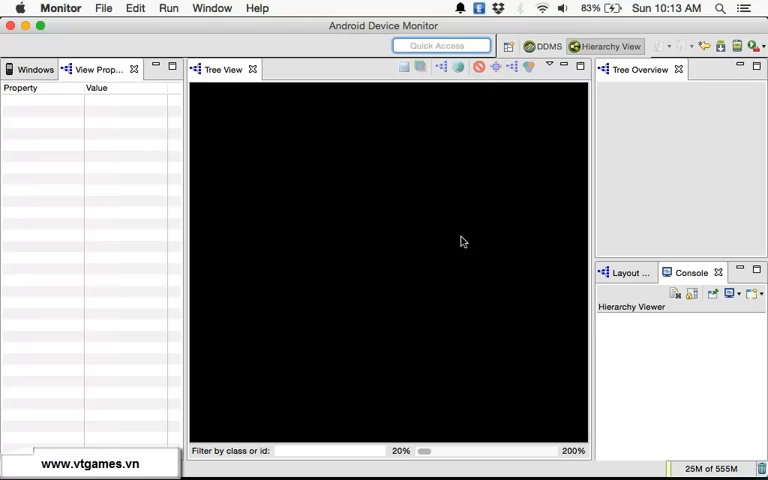 Monitor File Edit Run Window Help 83% Sun 10:13 AM
Android Device Monitor
Quick Access DDMS Hierarchy View
Windows View Prop... Tree View Tree Overview
Property Value
Layout ... Console
Hierarchy Viewer
Filter by class or id: 20% 200%
www.vtgames.vn
25M of 555M